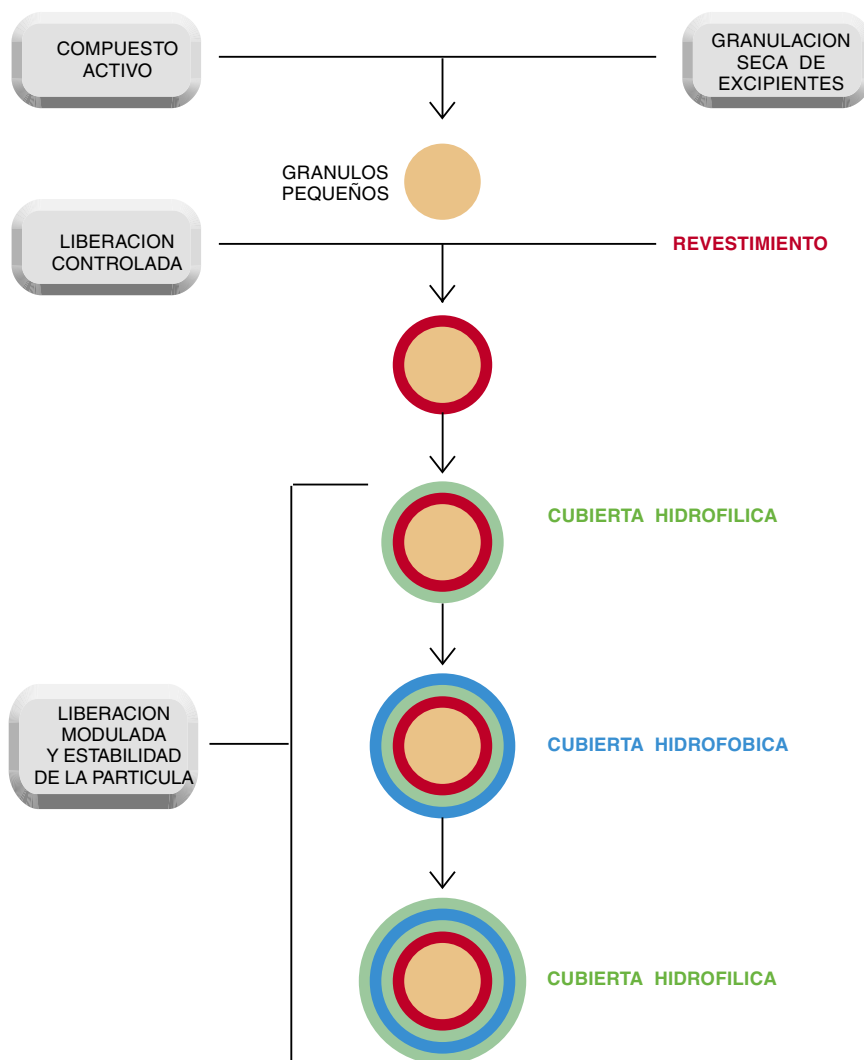 COMPUESTO
ACTIVO
GRANULACION
SECA DE
EXCIPIENTES
GRANULOS
PEQUEÑOS
LIBERACION
CONTROLADA
REVESTIMIENTO
CUBIERTA HIDROFILICA
LIBERACION
MODULADA
Y ESTABILIDAD
DE LA PARTICULA
CUBIERTA HIDROFOBICA
CUBIERTA HIDROFILICA